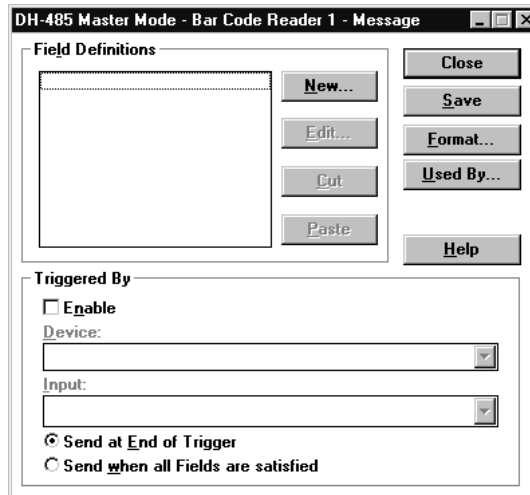 DH-485 Master Mode - Bar Code Reader 1 - Message
Field Definitions
New...
Edit...
Cut
Paste
Close
Save
Format...
Used By...
Help
Triggered By
Enable
Device:
Input:
Send at End of Trigger
Send when all Fields are satisfied